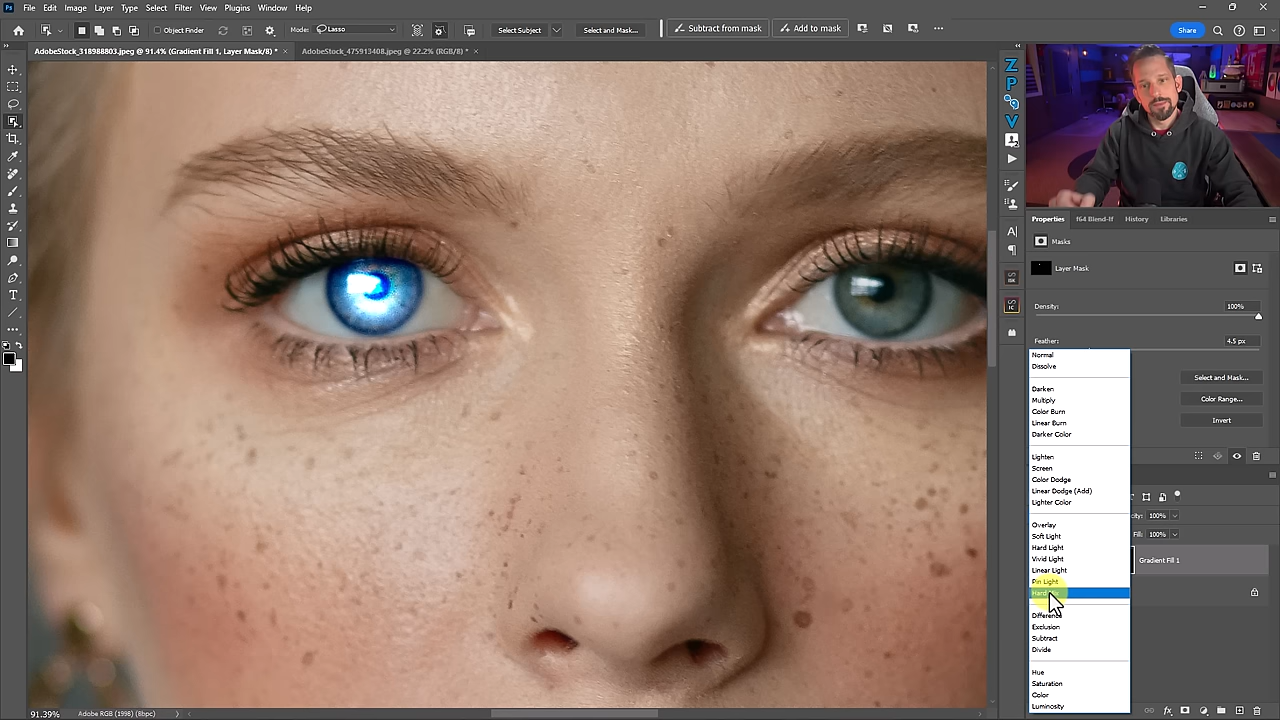 Ps File Edit Image Layer Type Select Filter View Plugins Window Help
Object Finder Mode: Lasso Select Subject Select and Mask... Subtract from mask Add to mask Share
AdobeStock_318988803.jpeg @ 91.4% (Gradient Fill 1, Layer Mask/8) * × AdobeStock_475913408.jpeg @ 22.2% (RGB/8) * ×
Z
P
V
Properties f64 Blend-If History Libraries
Masks
Layer Mask
Density: 100%
Feather: 4.5 px
Select and Mask...
Color Range...
Invert
Normal
Dissolve
Darken
Multiply
Color Burn
Linear Burn
Darker Color
Lighten
Screen
Color Dodge
Linear Dodge (Add)
Lighter Color
Overlay
Soft Light
Hard Light
Vivid Light
Linear Light
Pin Light
Difference
Exclusion
Subtract
Divide
Hue
Saturation
Color
Luminosity
100%
Fill: 100%
Gradient Fill 1
91.39% Adobe RGB (1998) (8bpc)